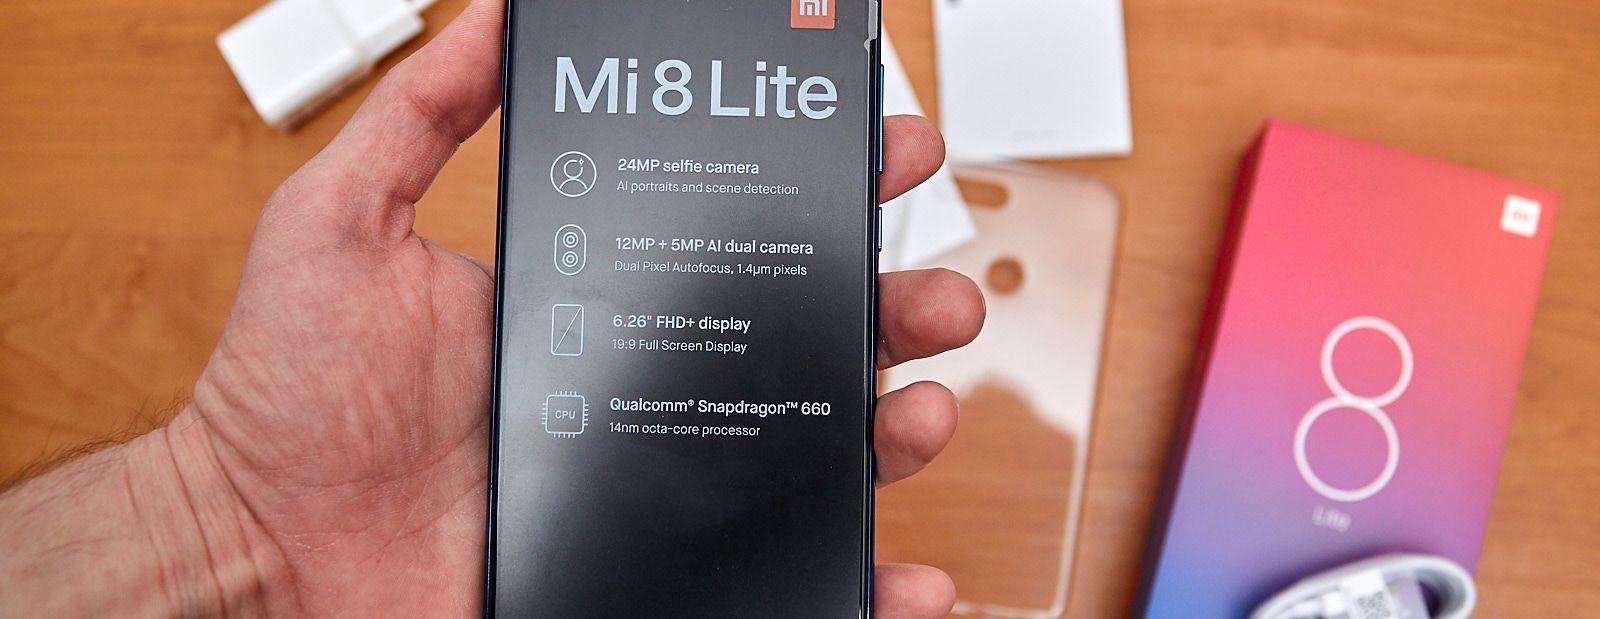 mi
Mi 8 Lite
24MP selfie camera
AI portraits and scene detection
12MP + 5MP AI dual camera
Dual Pixel Autofocus, 1.4μm pixels
6.26" FHD+ display
19:9 Full Screen Display
CPU
Qualcomm® Snapdragon™ 660
14nm octa-core processor
mi
8
Lite